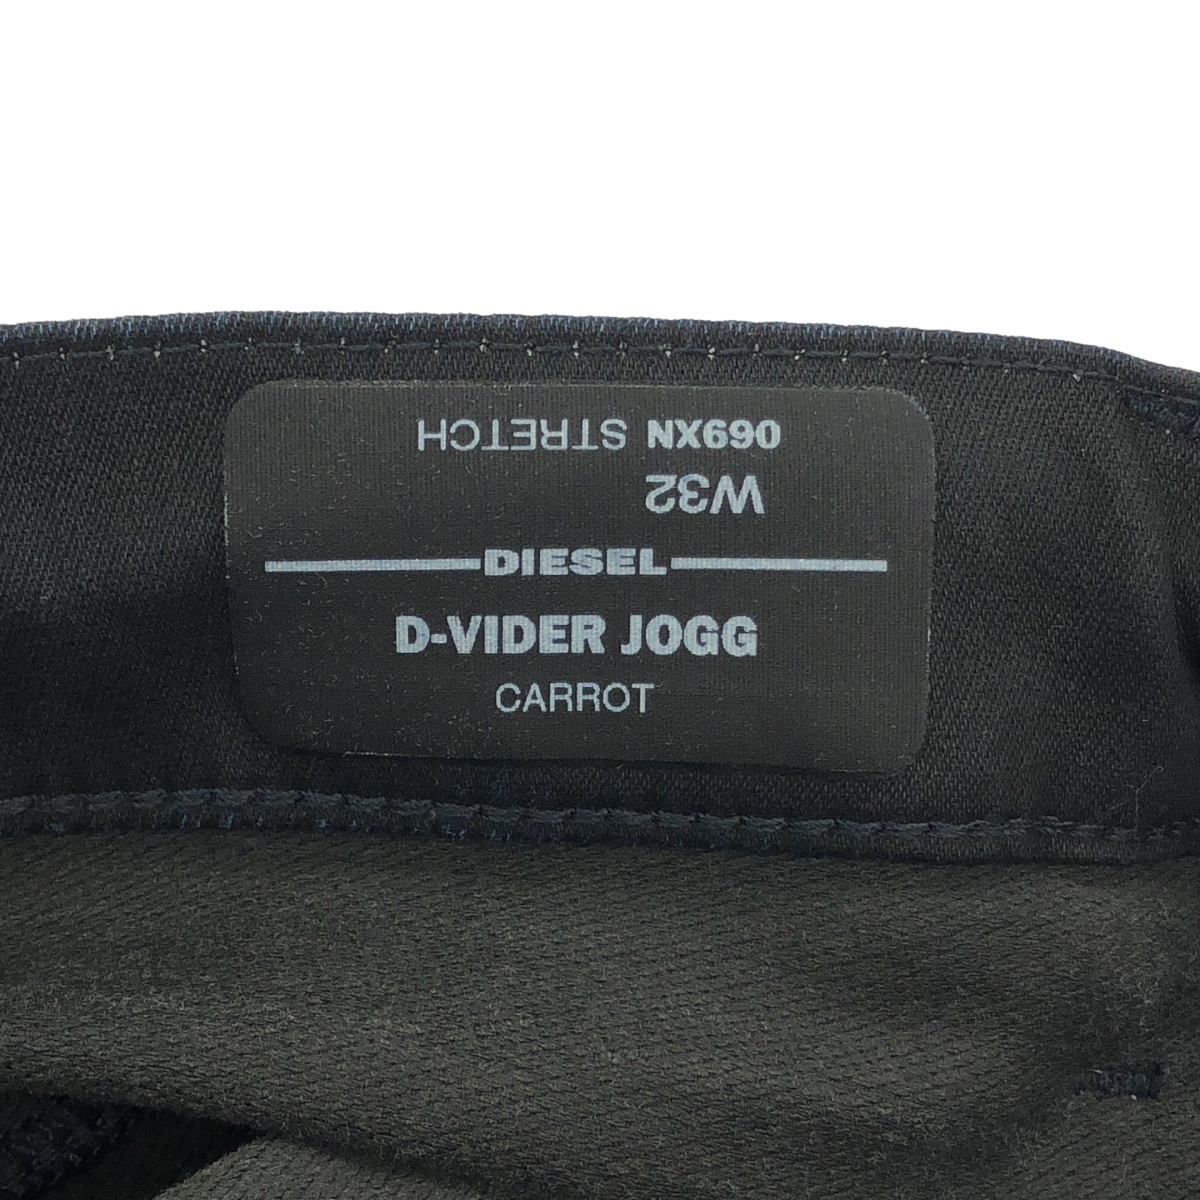 069XN STRETCH
W32
DIESEL
D-VIDER JOGG
CARROT